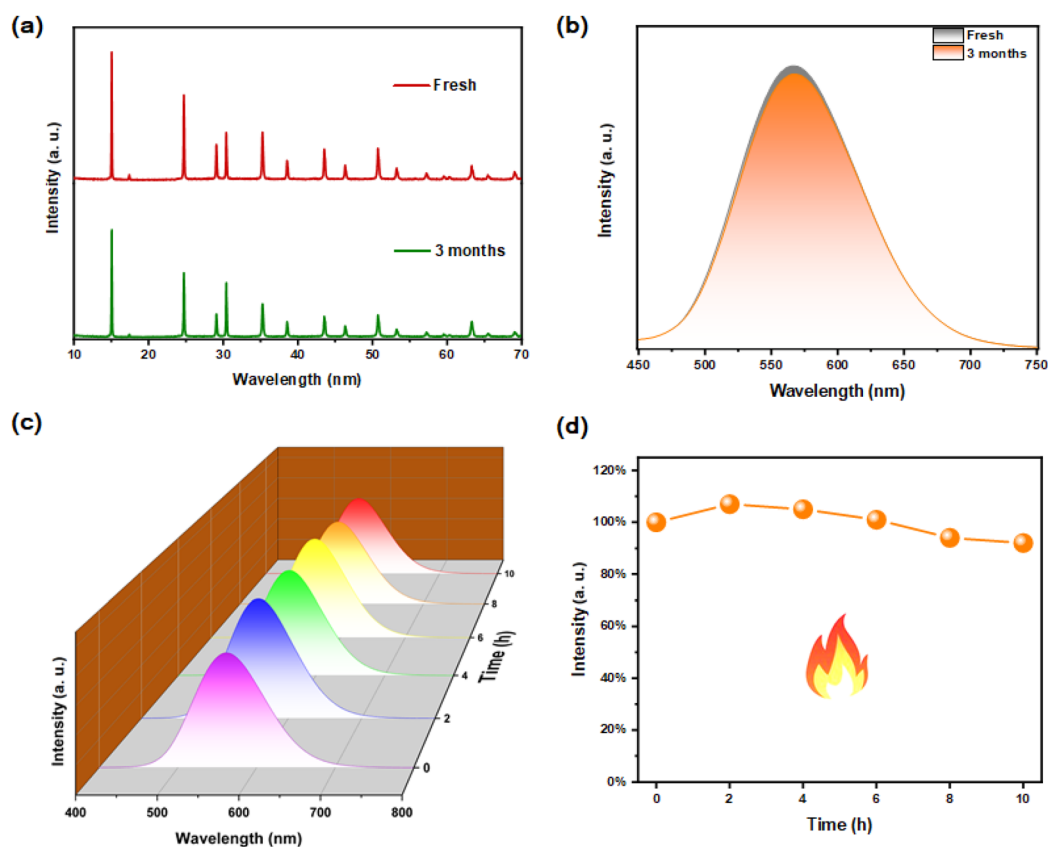 (a)
Fresh
3 months
Intensity (a. u.)
10 20 30 40 50 60 70
Wavelength (nm)
(b)
Fresh
3 months
Intensity (a. u.)
450 500 550 600 650 700 750
Wavelength (nm)
(c)
Intensity (a. u.)
10
8
6
4
2
0
Time (h)
400 500 600 700 800
Wavelength (nm)
(d)
120%
100%
80%
60%
40%
20%
0%
Intensity (a. u.)
0 2 4 6 8 10
Time (h)